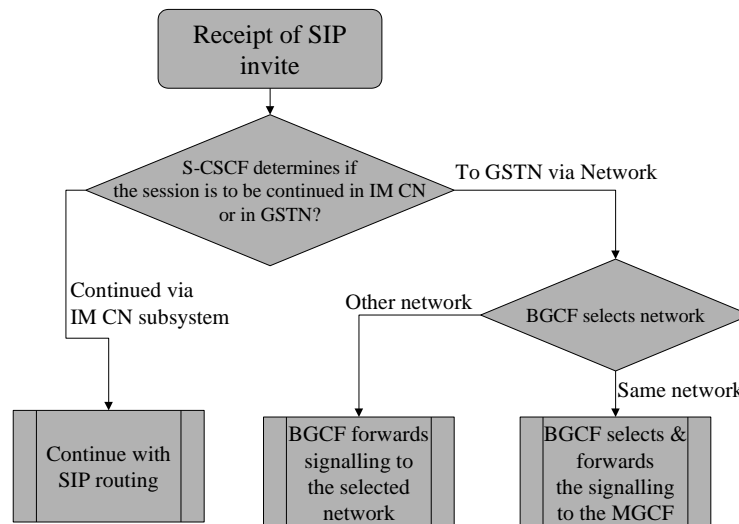 Receipt of SIP
invite
S-CSCF determines if
the session is to be continued in IM CN
or in GSTN?
To GSTN via Network
Continued via
IM CN subsystem
Other network
BGCF selects network
Same network
Continue with
SIP routing
BGCF forwards
signalling to
the selected
network
BGCF selects &
forwards
the signalling
to the MGCF